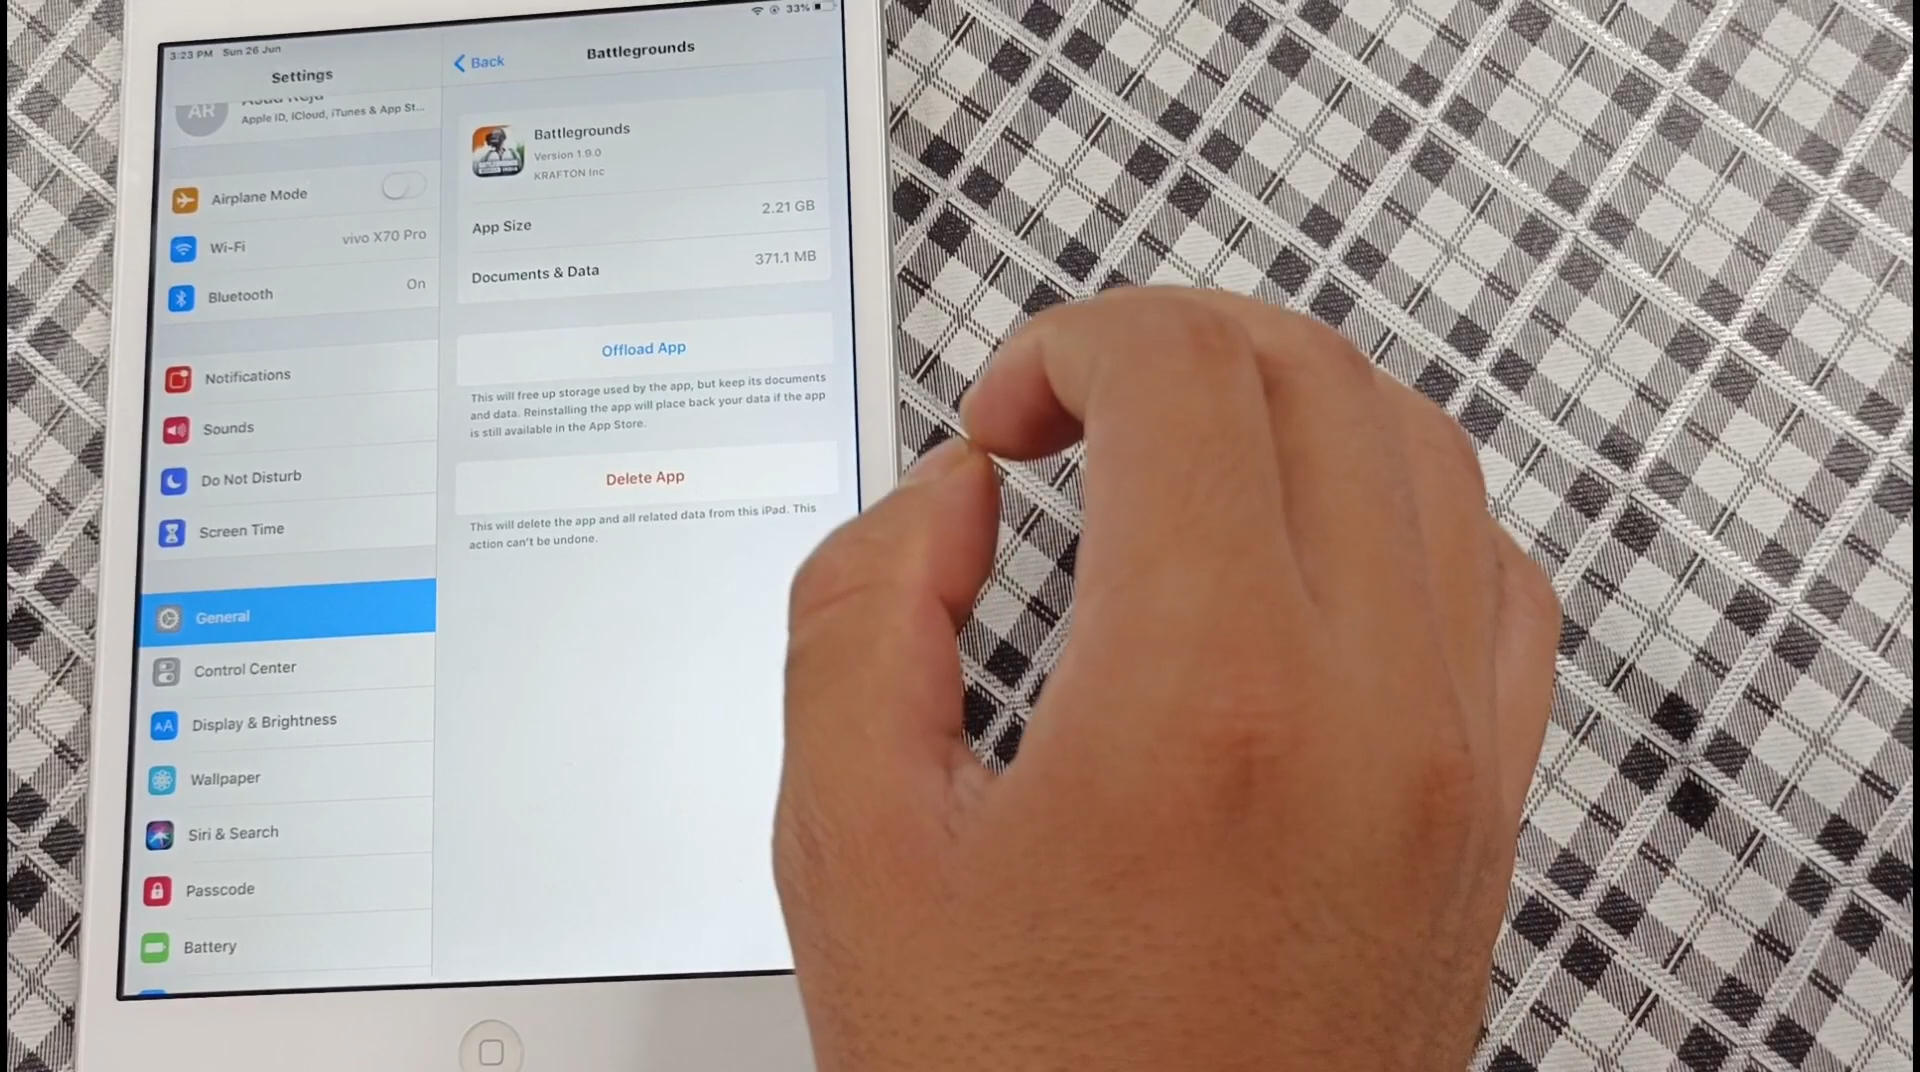 3:23 PM Sun 26 Jun
33%
Settings
AR
Apple ID, iCloud, iTunes & App St...
Airplane Mode
Wi-Fi
vivo X70 Pro
Bluetooth
On
Notifications
Sounds
Do Not Disturb
Screen Time
General
Control Center
AA
Display & Brightness
Wallpaper
Siri & Search
Passcode
Battery
Back
Battlegrounds
Battlegrounds
Version 1.9.0
KRAFTON Inc
App Size
2.21 GB
Documents & Data
371.1 MB
Offload App
This will free up storage used by the app, but keep its documents
and data. Reinstalling the app will place back your data if the app
is still available in the App Store.
Delete App
This will delete the app and all related data from this iPad. This
action can't be undone.